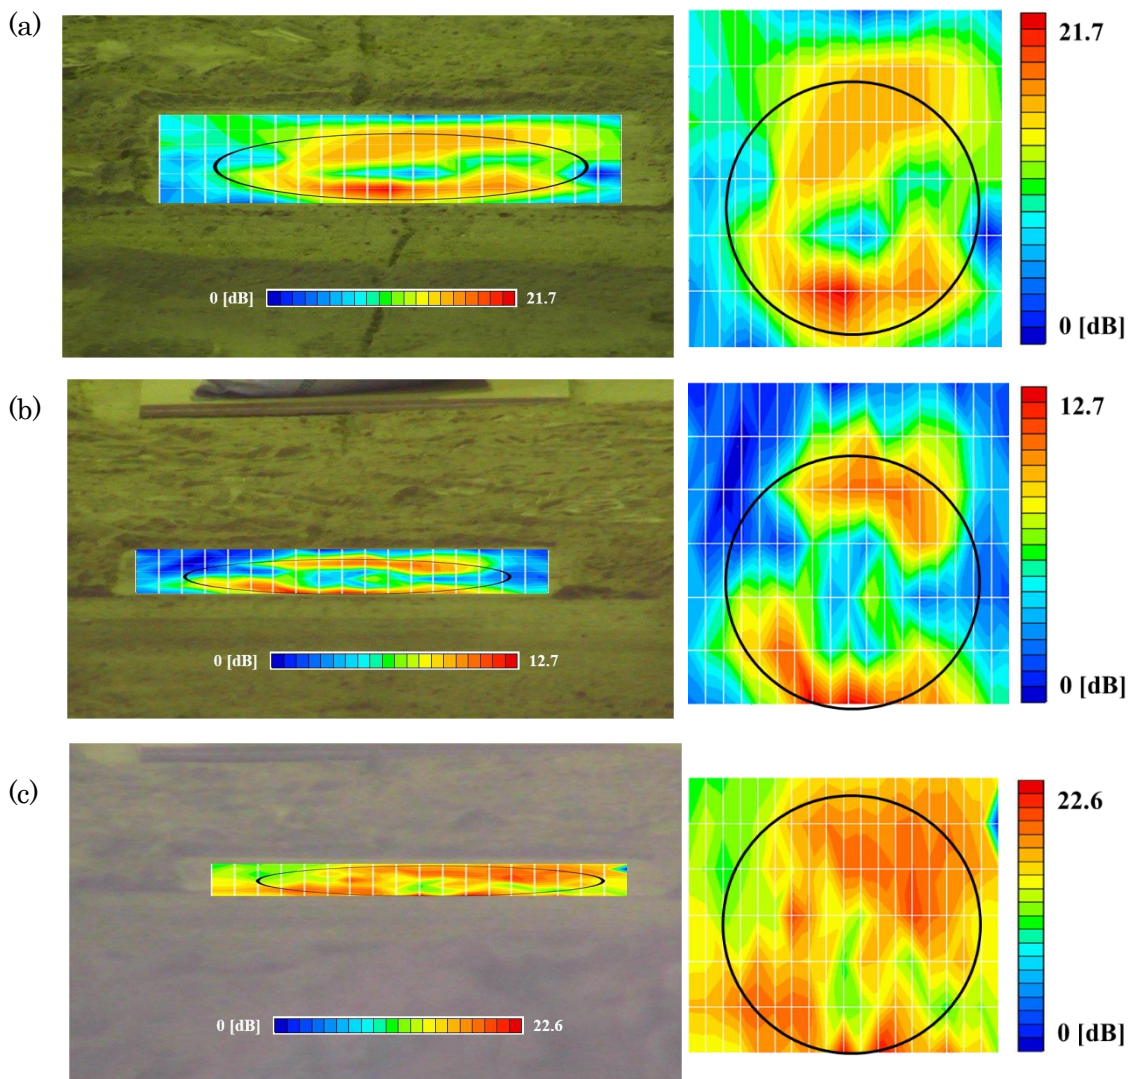 (a)
0 [dB] 21.7
21.7
0 [dB]
(b)
0 [dB] 12.7
12.7
0 [dB]
(c)
0 [dB] 22.6
22.6
0 [dB]